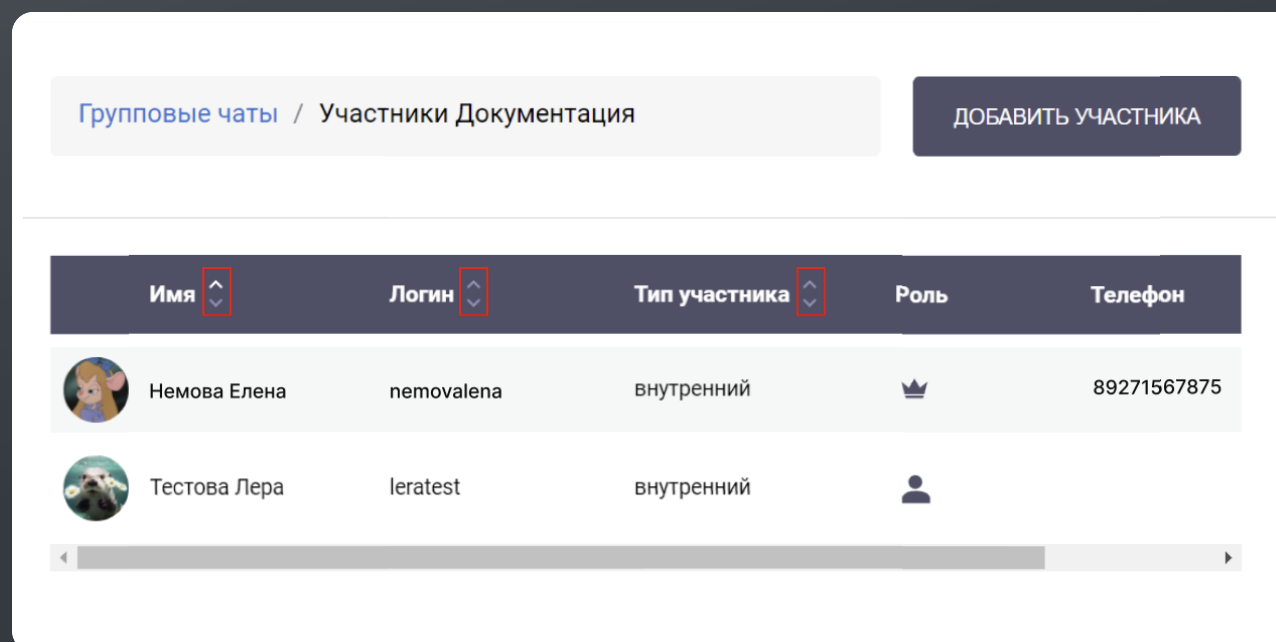 Групповые чаты / Участники Документация
ДОБАВИТЬ УЧАСТНИКА
Имя Логин Тип участника Роль Телефон
Немова Елена nemovalena внутренний 89271567875
Тестова Лера leratest внутренний